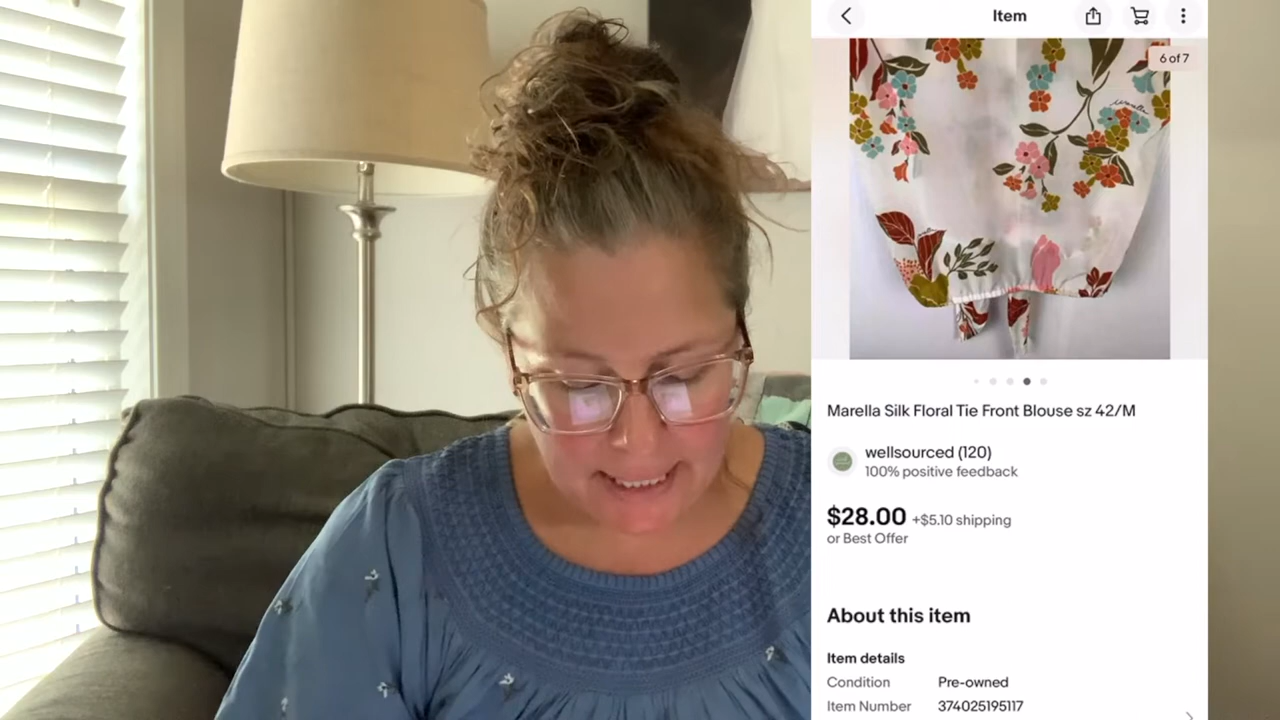 Item
6 of 7
Marella Silk Floral Tie Front Blouse sz 42/M
wellsourced (120)
100% positive feedback
$28.00 +$5.10 shipping
or Best Offer
About this item
Item details
Condition Pre-owned
Item Number 374025195117